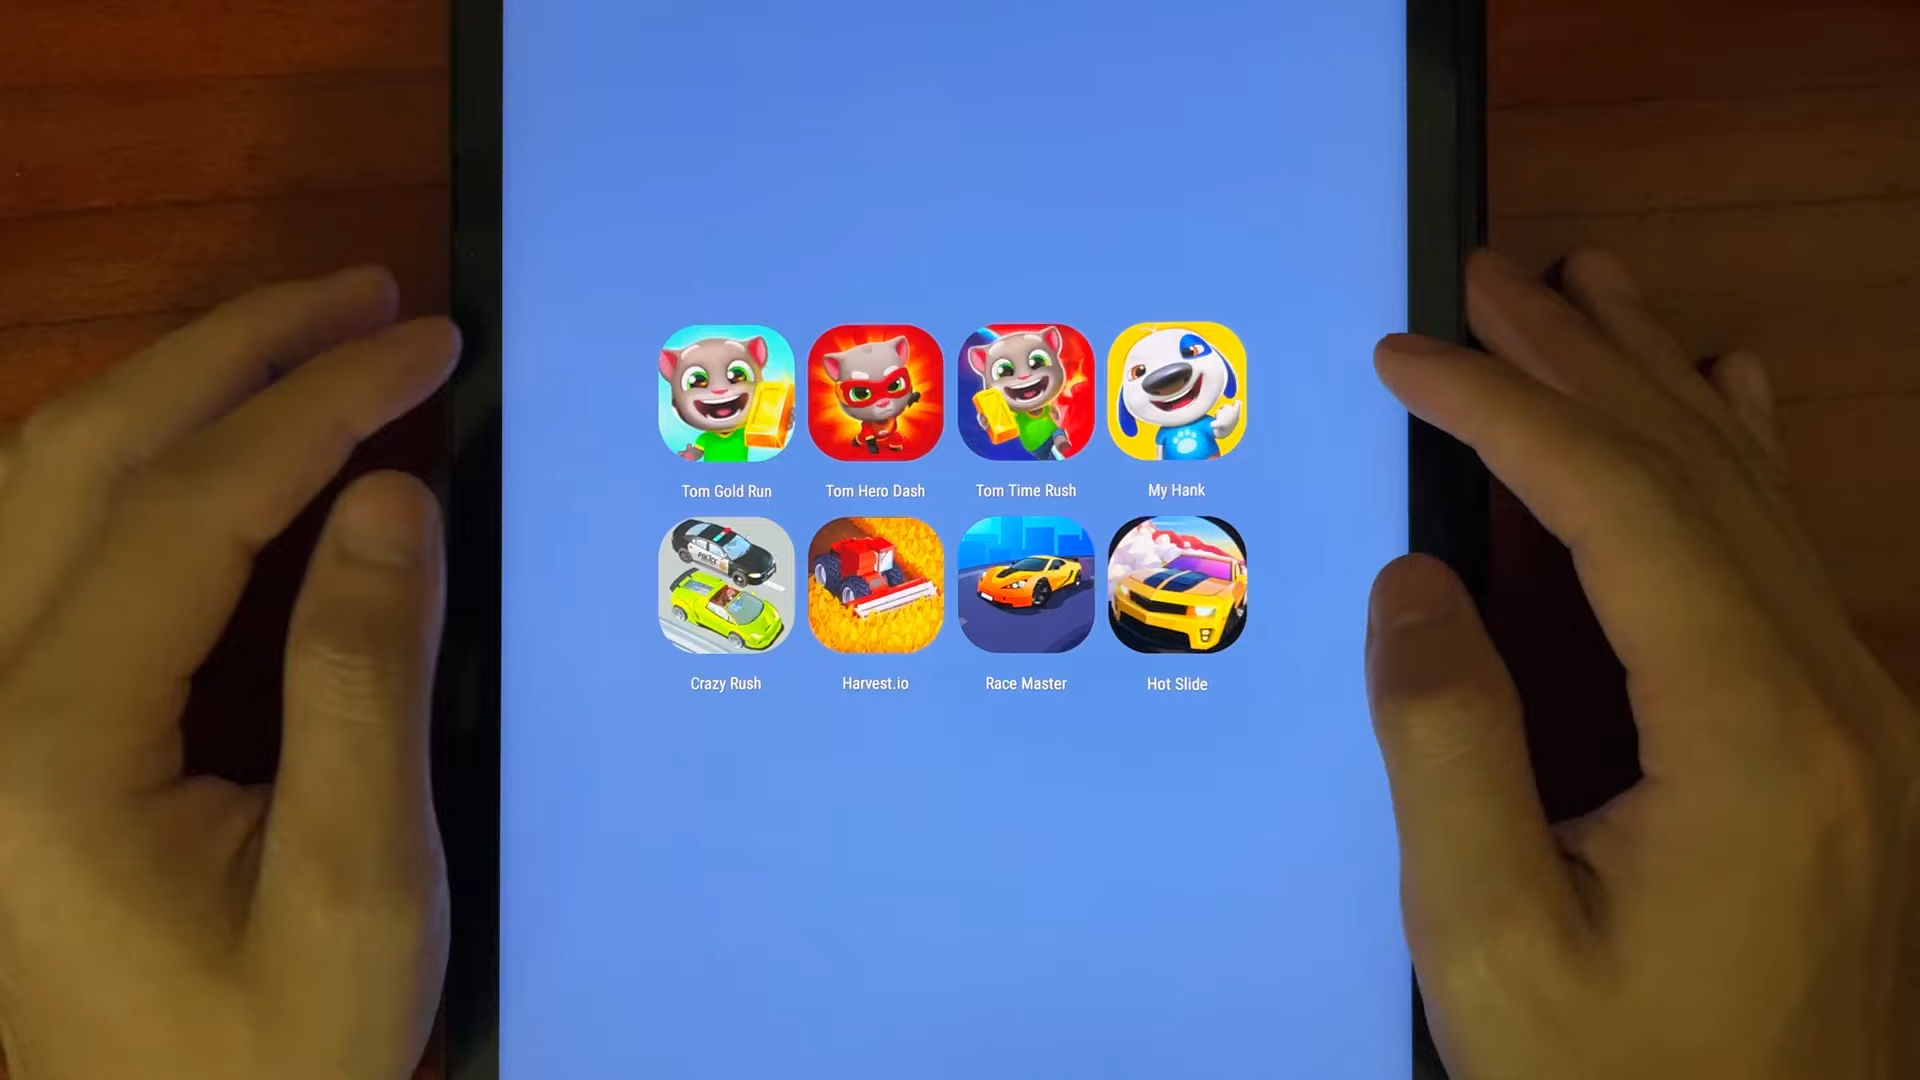 Tom Gold Run
Tom Hero Dash
Tom Time Rush
My Hank
POLICE
Crazy Rush
Harvest.io
Race Master
Hot Slide